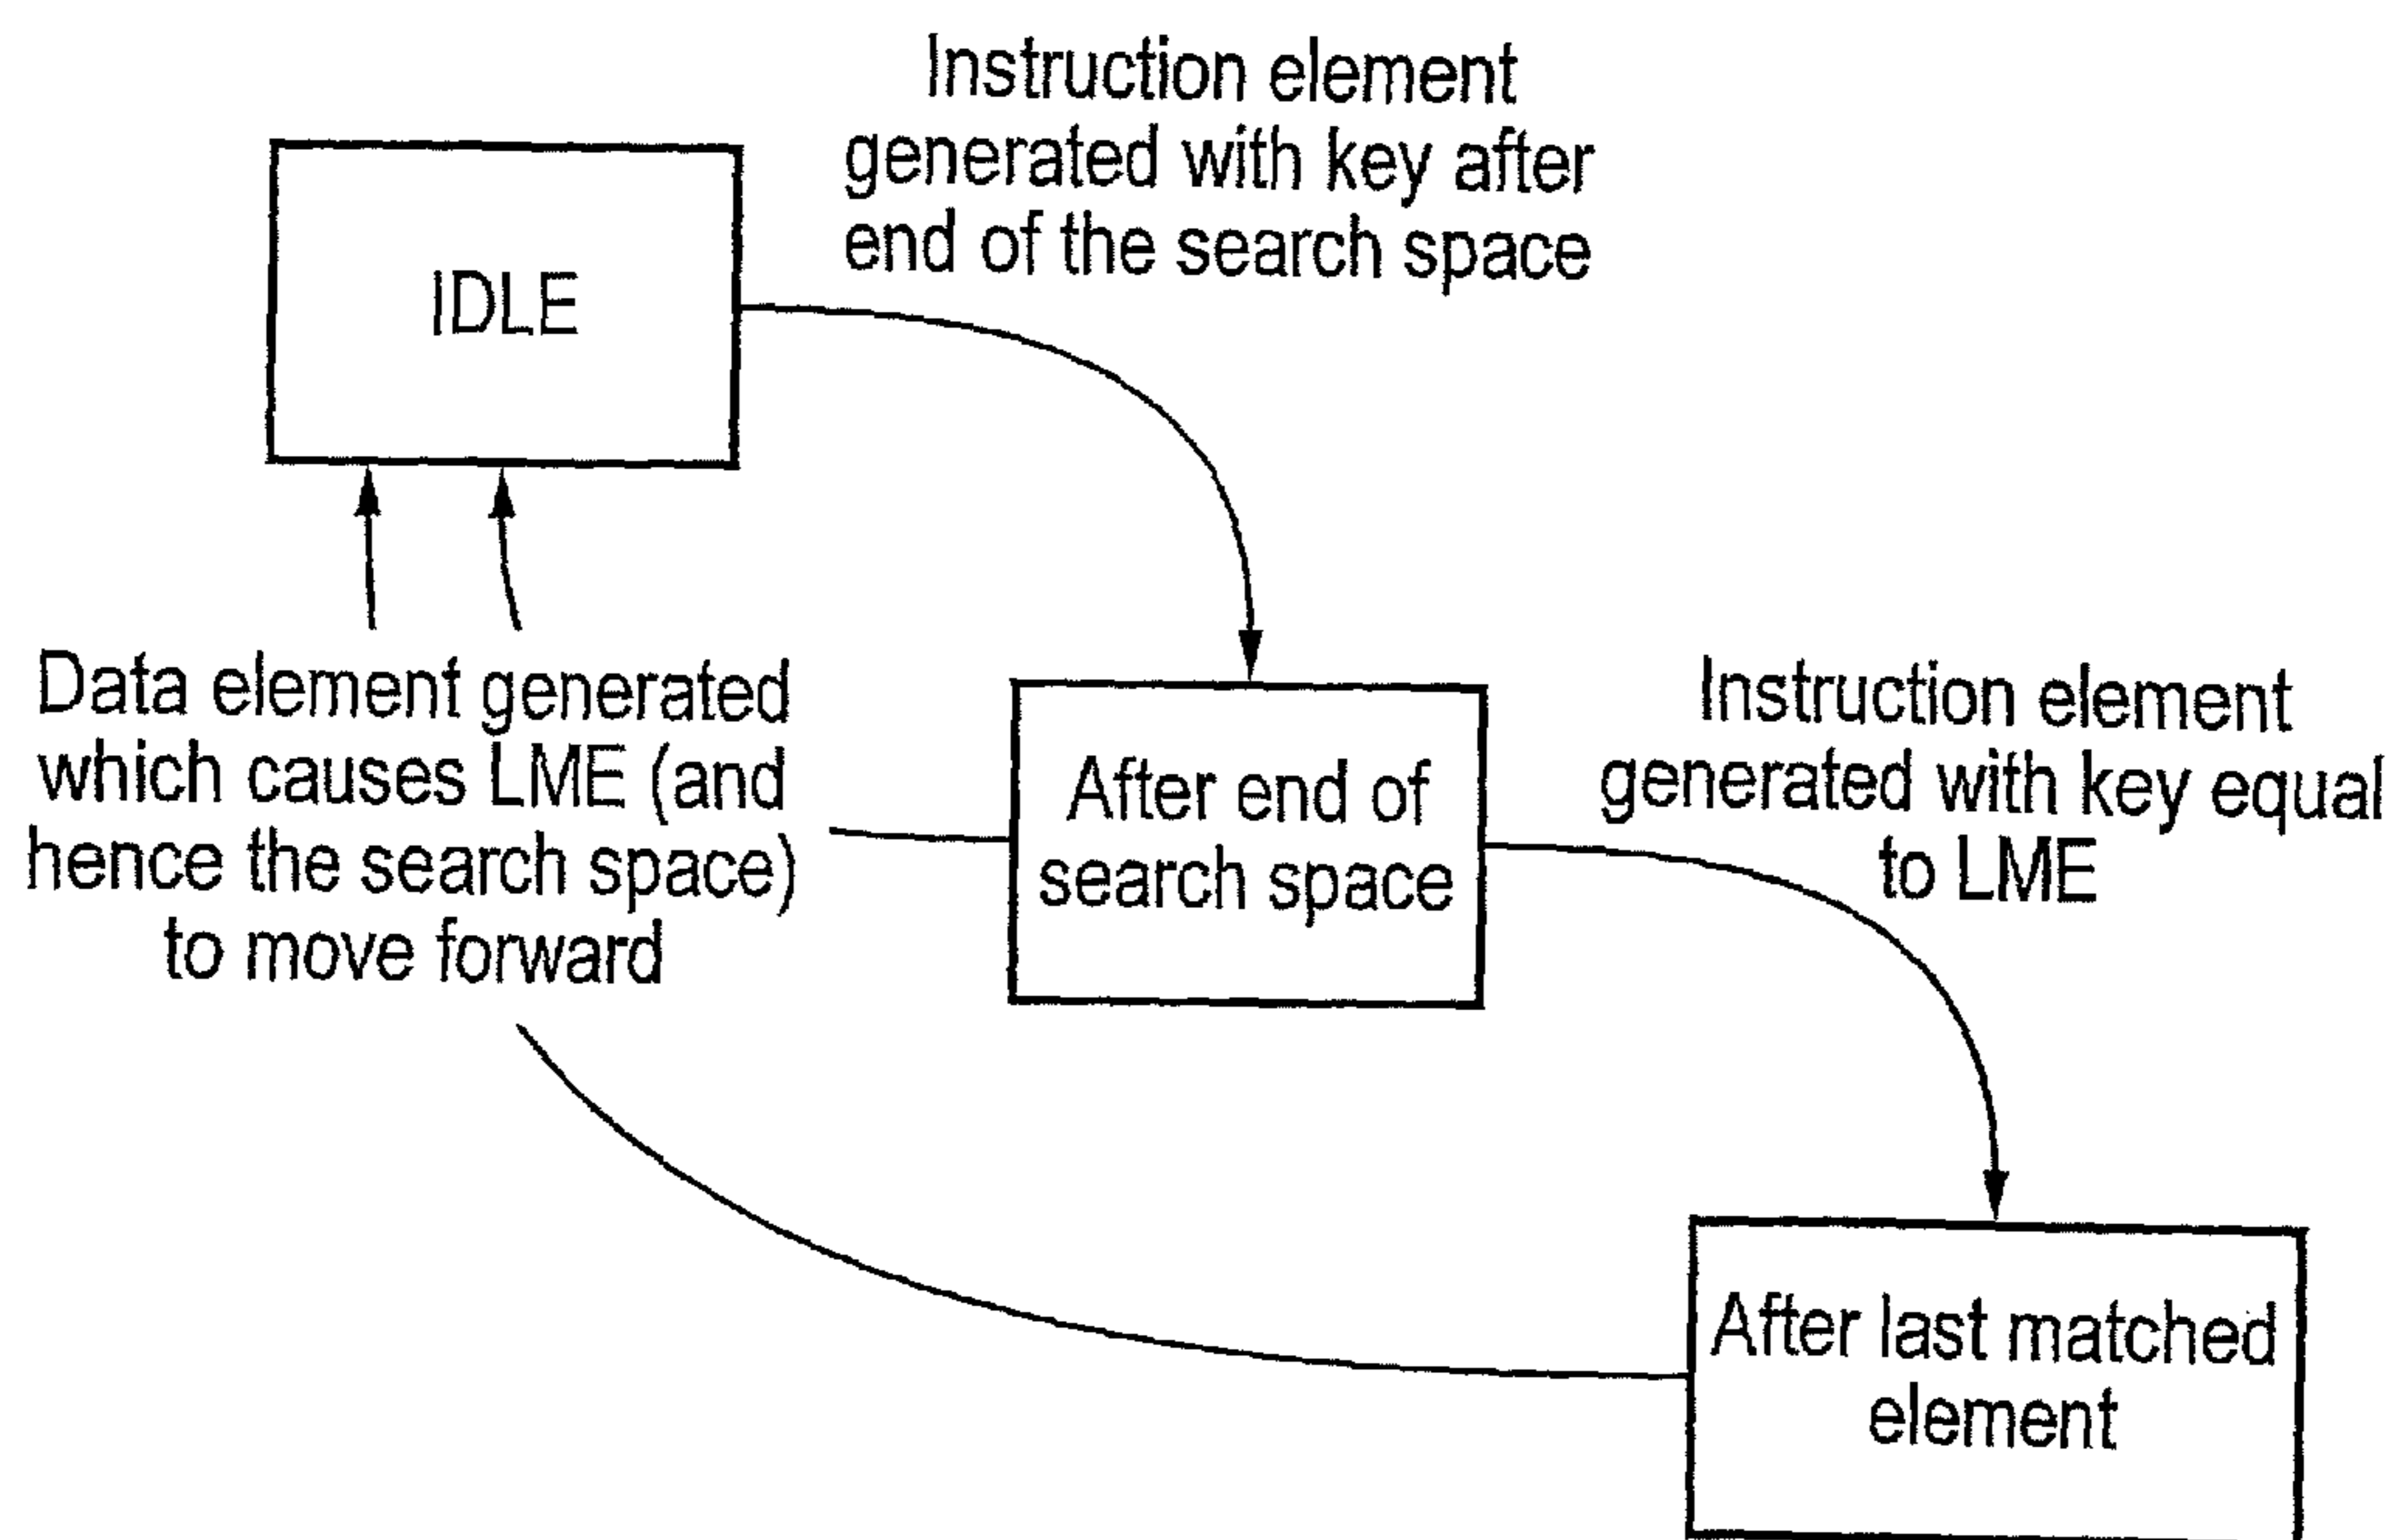 Instruction element
generated with key after
end of the search space
IDLE
Data element generated
which causes LME (and
hence the search space)
to move forward
After end of
search space
Instruction element
generated with key equal
to LME
After last matched
element